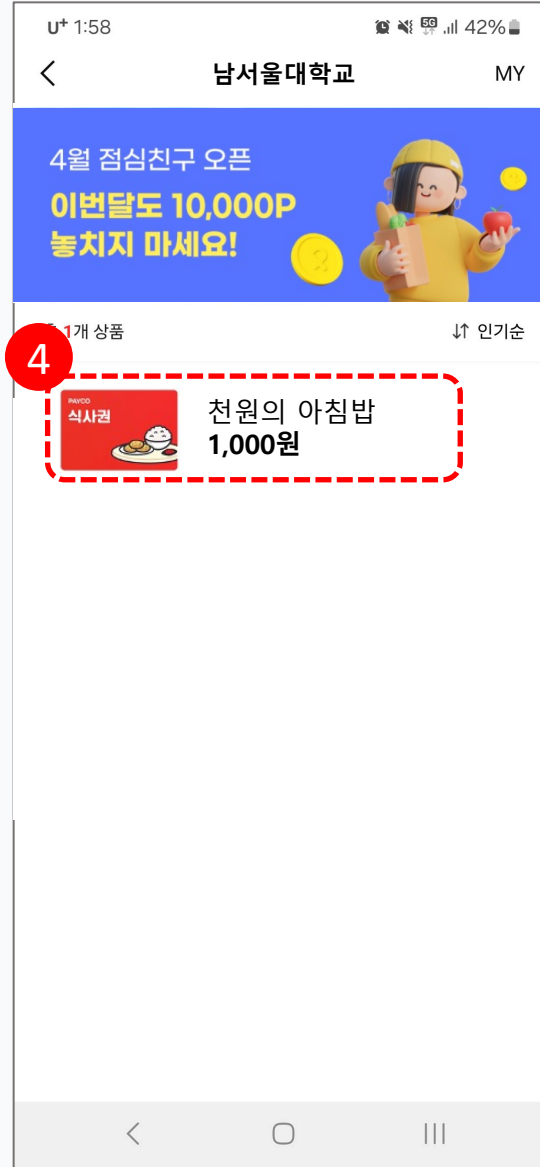 U+ 1:58 5G 42%
남서울대학교 MY
4월 점심친구 오픈
이번달도 10,000P
놓치지 마세요!
1개 상품 인기순
4
PAYCO
식사권
천원의 아침밥
1,000원